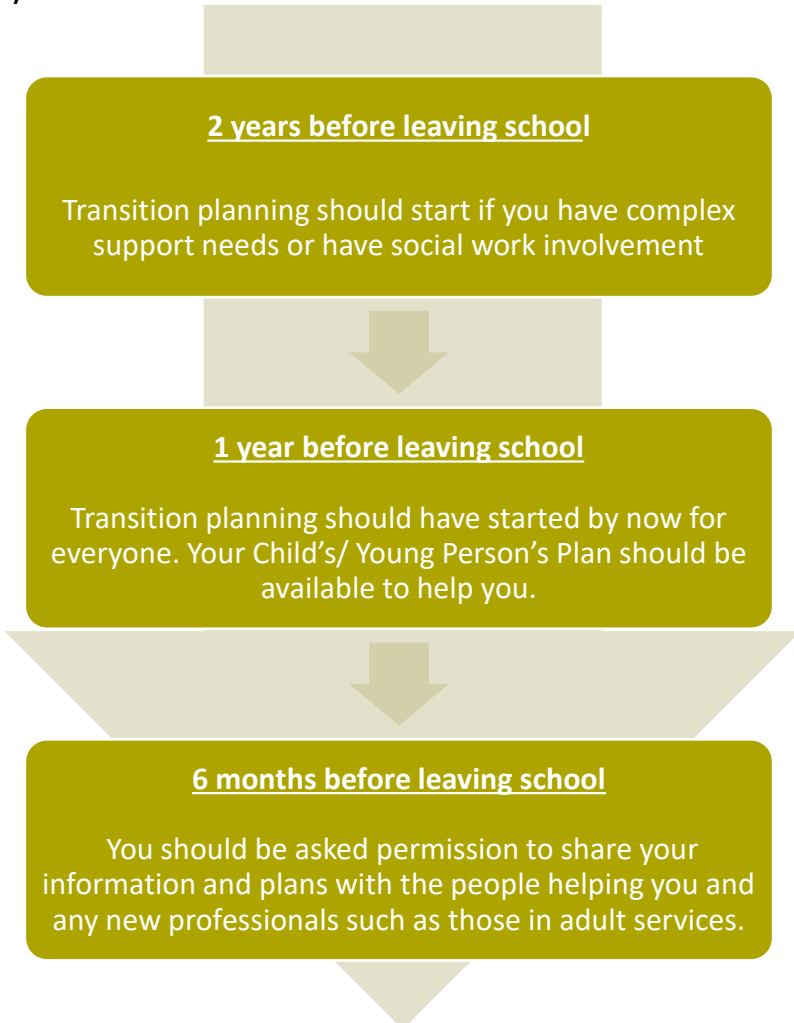 2 years before leaving school
Transition planning should start if you have complex
support needs or have social work involvement
1 year before leaving school
Transition planning should have started by now for
everyone. Your Child’s/ Young Person’s Plan should be
available to help you.
6 months before leaving school
You should be asked permission to share your
information and plans with the people helping you and
any new professionals such as those in adult services.